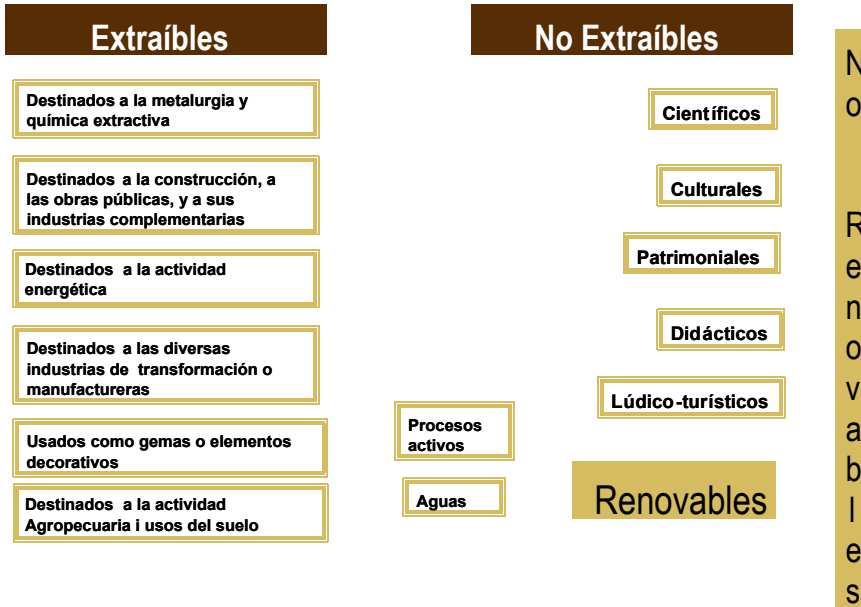 Extraíbles
Destinados a la metalurgia y
química extractiva
Destinados a la construcción, a
las obras públicas, y a sus
industrias complementarias
Destinados a la actividad
energética
Destinados a las diversas
industrias de transformación o
manufactureras
Usados como gemas o elementos
decorativos
Destinados a la actividad
Agropecuaria i usos del suelo
No Extraíbles
Científicos
Culturales
Patrimoniales
Didácticos
Lúdico-turísticos
Procesos
activos
Aguas
Renovables
No Renovables